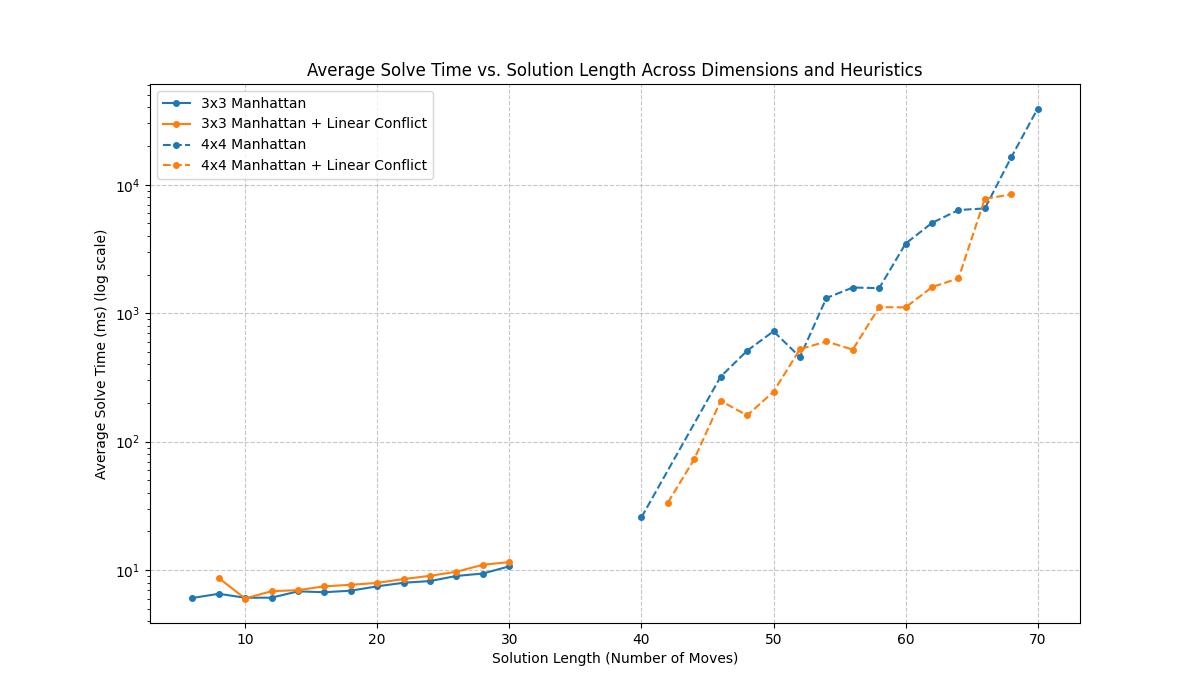 Average Solve Time vs. Solution Length Across Dimensions and Heuristics
3x3 Manhattan
3x3 Manhattan + Linear Conflict
4x4 Manhattan
4x4 Manhattan + Linear Conflict
Average Solve Time (ms) (log scale)
10⁴
10³
10²
10¹
10 20 30 40 50 60 70
Solution Length (Number of Moves)